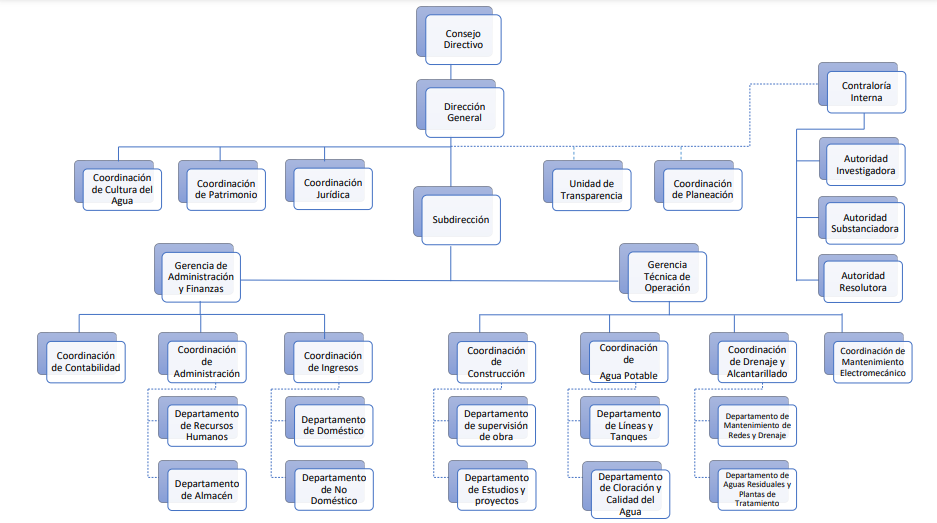 Consejo
Directivo
Dirección
General
Contraloría
Interna
Autoridad
Investigadora
Autoridad
Substanciadora
Autoridad
Resolutora
Coordinación
de Cultura del
Agua
Coordinación
de Patrimonio
Coordinación
Jurídica
Unidad de
Transparencia
Coordinación
de Planeación
Subdirección
Gerencia de
Administración
y Finanzas
Gerencia
Técnica de
Operación
Coordinación
de Contabilidad
Coordinación
de
Administración
Coordinación
de Ingresos
Coordinación
de
Construcción
Coordinación
de
Agua Potable
Coordinación
de Drenaje y
Alcantarillado
Coordinación de
Mantenimiento
Electromecánico
Departamento
de Recursos
Humanos
Departamento
de Doméstico
Departamento
de supervisión
de obra
Departamento
de Líneas y
Tanques
Departamento de
Mantenimiento de
Redes y Drenaje
Departamento
de Almacén
Departamento
de No
Doméstico
Departamento
de Estudios y
proyectos
Departamento
de Cloración y
Calidad del
Agua
Departamento de
Aguas Residuales y
Plantas de
Tratamiento